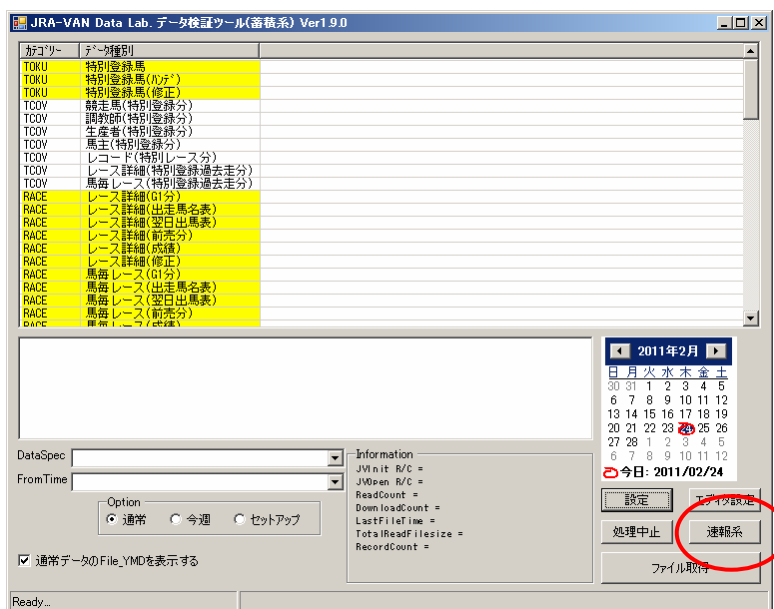 JRA-VAN Data Lab. データ検証ツール(蓄積系) Ver1.9.0
ｶﾃｺﾞﾘｰ ﾃﾞｰﾀ種別
TOKU 特別登録馬
TOKU 特別登録馬(ﾊﾝﾃﾞ)
TOKU 特別登録馬(修正)
TCOV 競走馬(特別登録分)
TCOV 調教師(特別登録分)
TCOV 生産者(特別登録分)
TCOV 馬主(特別登録分)
TCOV レコード(特別レース分)
TCOV レース詳細(特別登録過去走分)
TCOV 馬毎レース(特別登録過去走分)
RACE レース詳細(G1分)
RACE レース詳細(出走馬名表)
RACE レース詳細(翌日出馬表)
RACE レース詳細(前売分)
RACE レース詳細(成績)
RACE レース詳細(修正)
RACE 馬毎レース(G1分)
RACE 馬毎レース(出走馬名表)
RACE 馬毎レース(翌日出馬表)
RACE 馬毎レース(前売分)
RACE 馬毎レース(成績)
2011年2月
日 月 火 水 木 金 土
30 31 1 2 3 4 5
6 7 8 9 10 11 12
13 14 15 16 17 18 19
20 21 22 23 24 25 26
27 28 1 2 3 4 5
6 7 8 9 10 11 12
今日: 2011/02/24
DataSpec
FromTime
Option
通常 今週 セットアップ
通常データのFile_YMDを表示する
Information
JVInit R/C =
JVOpen R/C =
ReadCount =
DownloadCount =
LastFileTime =
TotalReadFilesize =
RecordCount =
設定 エディタ設定
処理中止 速報系
ファイル取得
Ready...